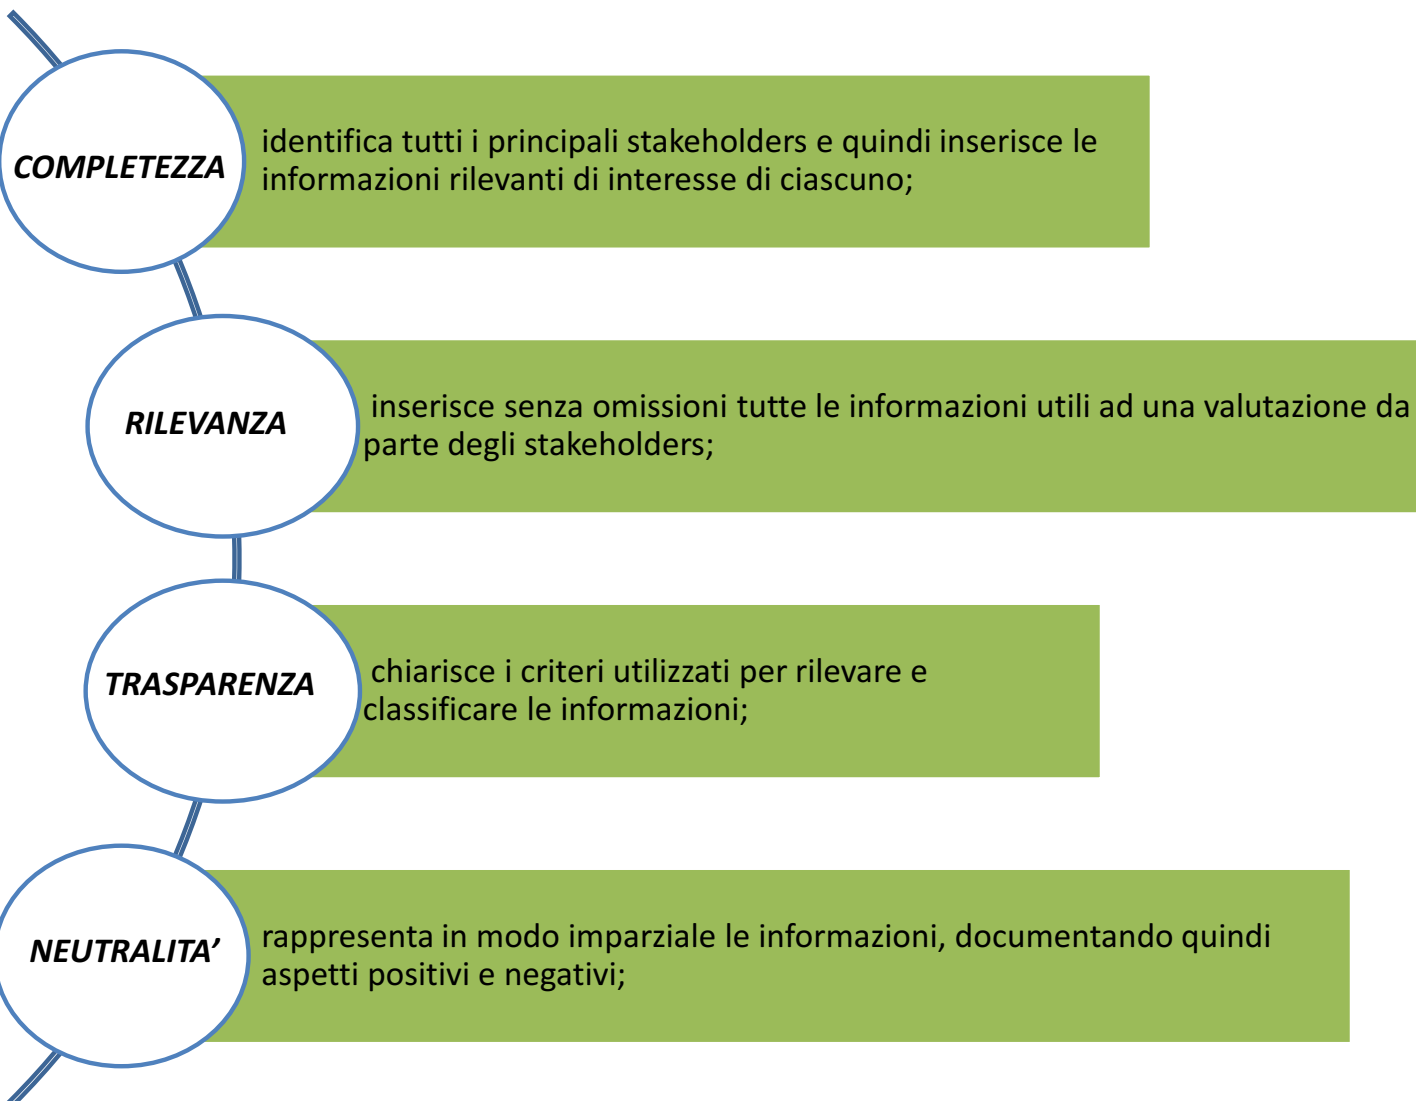 COMPLETEZZA
identifica tutti i principali stakeholders e quindi inserisce le
informazioni rilevanti di interesse di ciascuno;
RILEVANZA
inserisce senza omissioni tutte le informazioni utili ad una valutazione da
parte degli stakeholders;
TRASPARENZA
chiarisce i criteri utilizzati per rilevare e
classificare le informazioni;
NEUTRALITA’
rappresenta in modo imparziale le informazioni, documentando quindi
aspetti positivi e negativi;